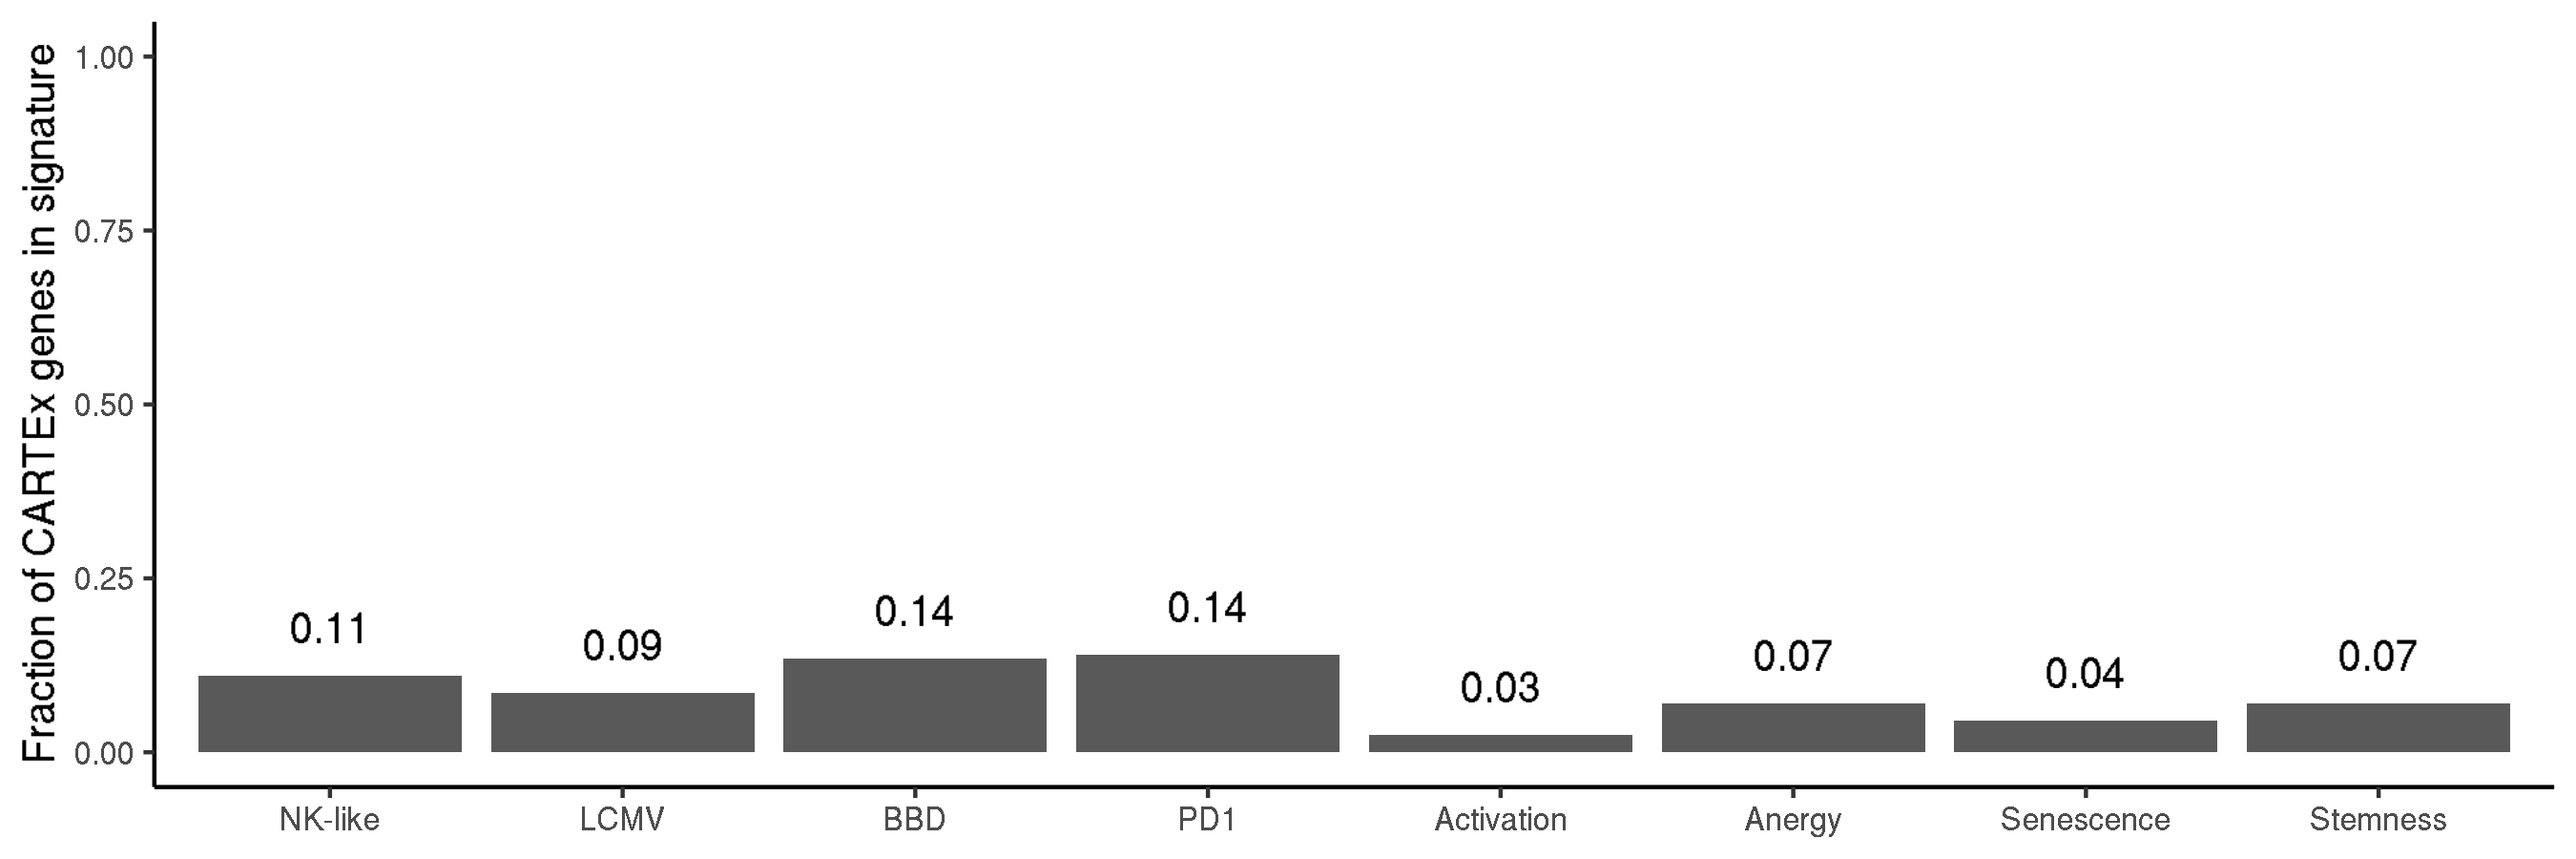 Fraction of CARTEx genes in signature
1.00
0.75
0.50
0.25
0.00
0.11
0.09
0.14
0.14
0.03
0.07
0.04
0.07
NK-like
LCMV
BBD
PD1
Activation
Anergy
Senescence
Stemness